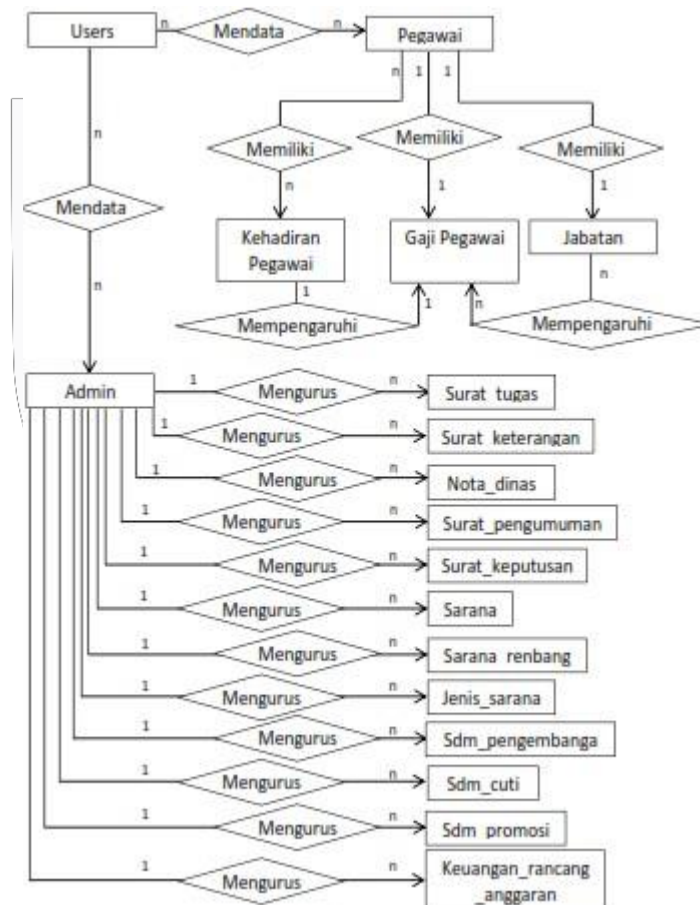 Users
n
Mendata
n
Pegawai
n
1
1
Memiliki
Memiliki
Memiliki
n
1
1
n
Mendata
n
Kehadiran
Pegawai
Gaji Pegawai
Jabatan
1
1
n
n
Mempengaruhi
Mempengaruhi
Admin
1
Mengurus
n
Surat tugas
1
Mengurus
n
Surat keterangan
1
Mengurus
n
Nota_dinas
1
Mengurus
n
Surat_pengumuman
1
Mengurus
n
Surat_keputusan
1
Mengurus
n
Sarana
1
Mengurus
n
Sarana renbang
1
Mengurus
n
Jenis_sarana
1
Mengurus
n
Sdm_pengembanga
1
Mengurus
n
Sdm_cuti
1
Mengurus
n
Sdm promosi
1
Mengurus
n
Keuangan_rancang
_anggaran